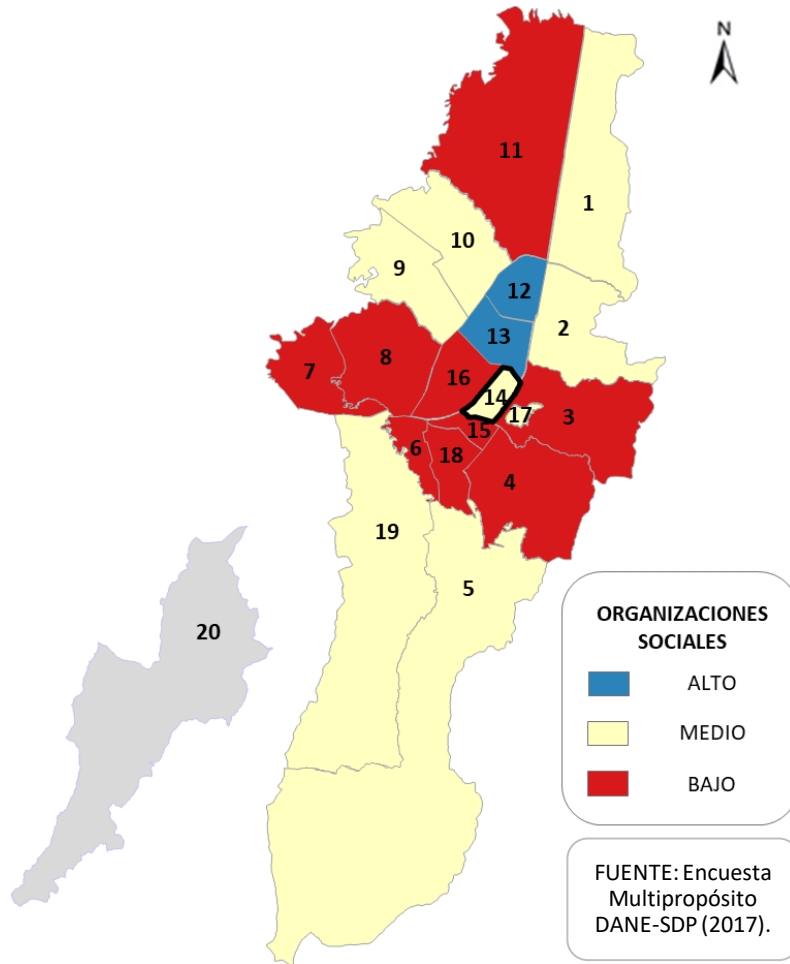 N
11
1
10
9
12
2
13
8
7
16
14
17
3
15
6
18
4
19
5
20
ORGANIZACIONES
SOCIALES
ALTO
MEDIO
BAJO
FUENTE: Encuesta
Multipropósito
DANE-SDP (2017).